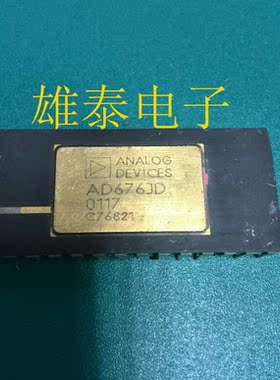 雄泰电子
ANALOG
DEVICES
AD676JD
0117
C76821